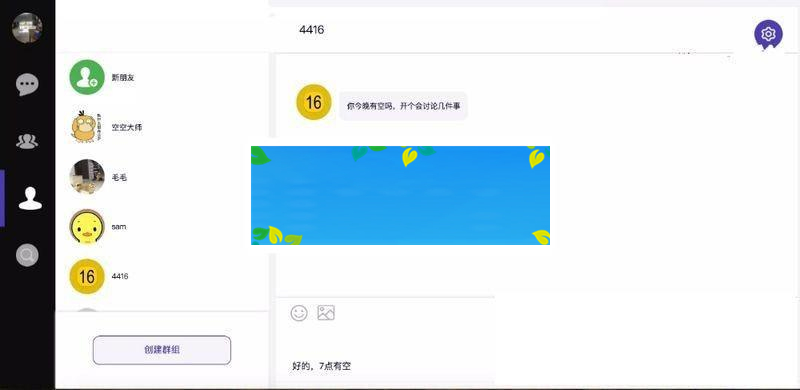 4416
新朋友
空空大师
毛毛
sam
16
4416
创建群组
16
你今晚有空吗,开个会讨论几件事
好的,7点有空